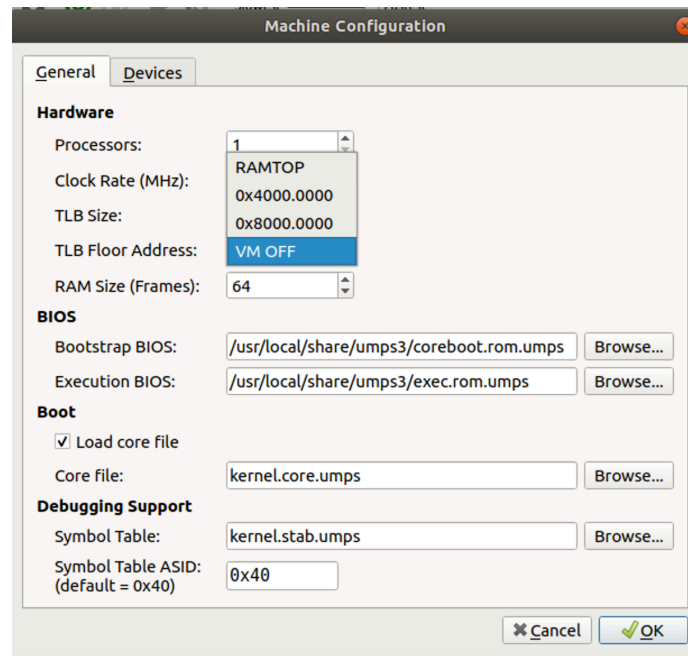 Machine Configuration
General Devices
Hardware
Processors: 1
RAMTOP
Clock Rate (MHz):
0x4000.0000
TLB Size:
0x8000.0000
TLB Floor Address: VM OFF
RAM Size (Frames): 64
BIOS
Bootstrap BIOS: /usr/local/share/umps3/coreboot.rom.umps Browse...
Execution BIOS: /usr/local/share/umps3/exec.rom.umps Browse...
Boot
Load core file
Core file: kernel.core.umps Browse...
Debugging Support
Symbol Table: kernel.stab.umps Browse...
Symbol Table ASID:
(default = 0x40) 0x40
Cancel OK